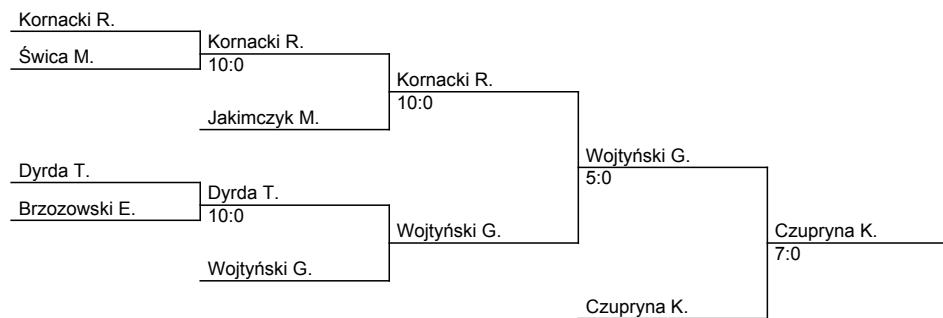 Kornacki R.
Świca M.
Kornacki R.
10:0
Jakimczyk M.
Kornacki R.
10:0
Dyrda T.
Brzozowski E.
Dyrda T.
10:0
Wojtyński G.
Wojtyński G.
Wojtyński G.
5:0
Czupryna K.
Czupryna K.
7:0